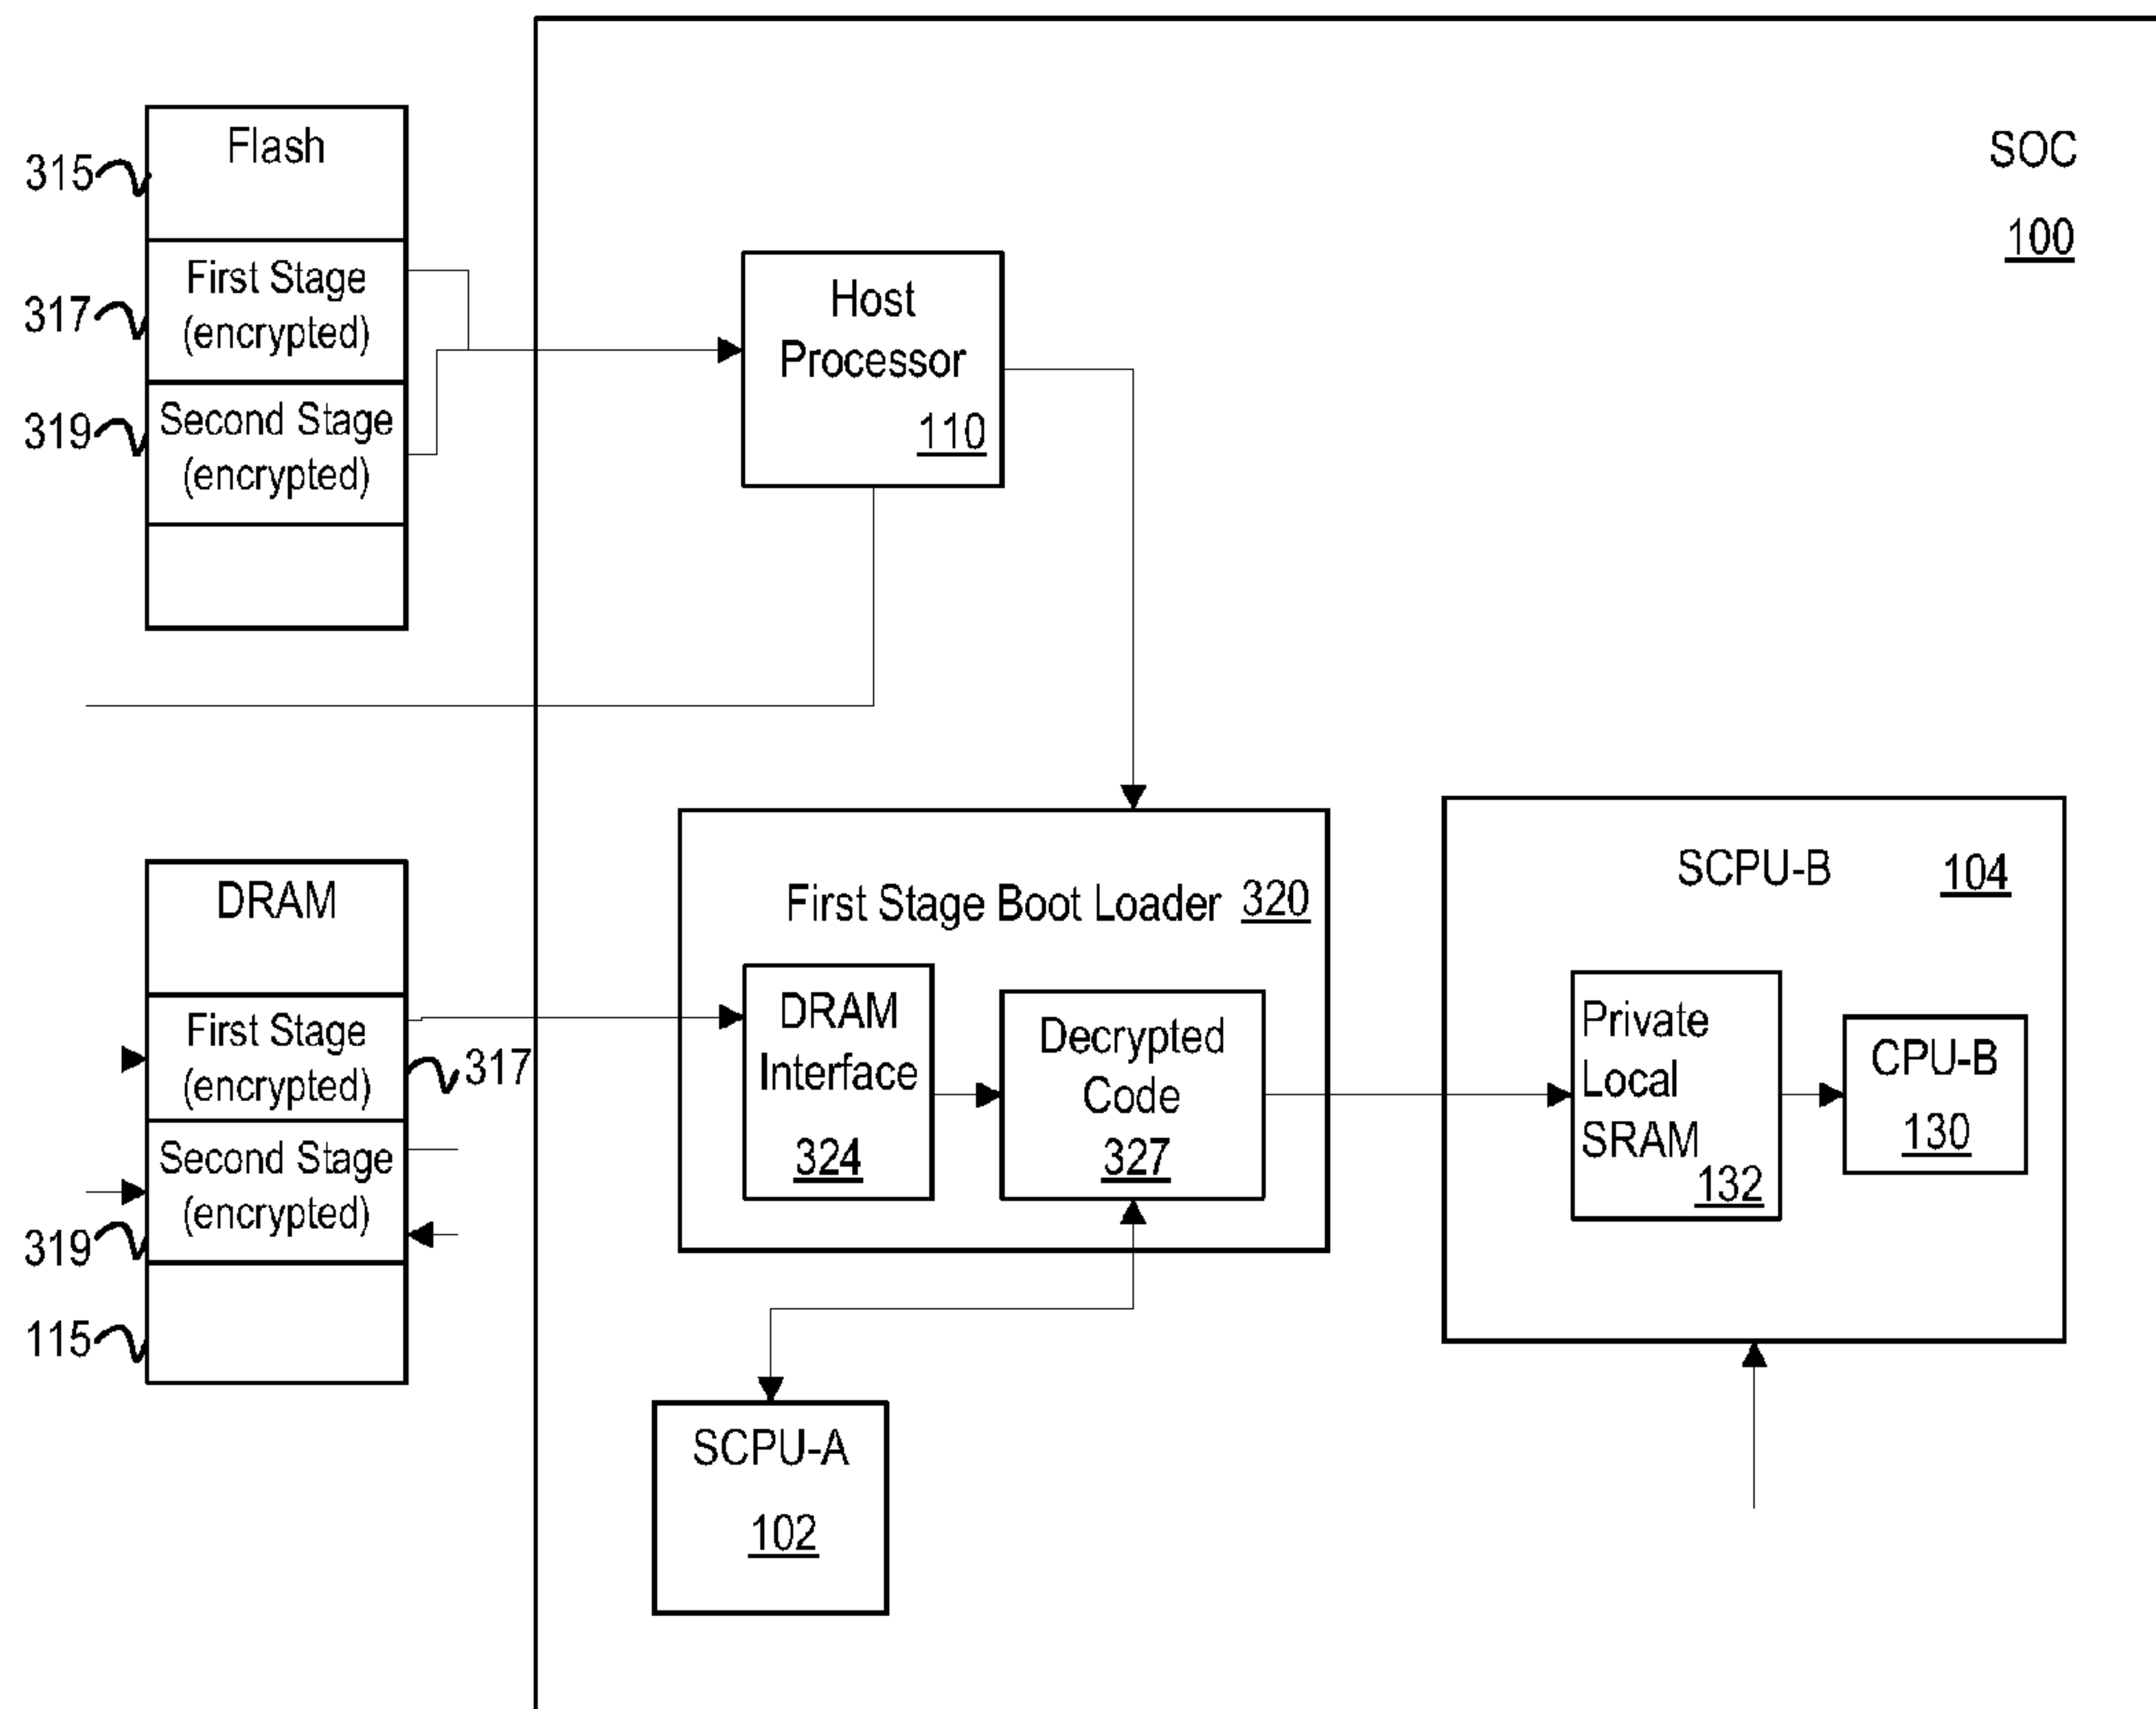 SOC
100
Flash
315
First Stage
(encrypted)
317
Second Stage
(encrypted)
319
Host
Processor
110
DRAM
First Stage
(encrypted)
317
Second Stage
(encrypted)
319
115
First Stage Boot Loader 320
DRAM
Interface
324
Decrypted
Code
327
SCPU-B 104
Private
Local
SRAM
132
CPU-B
130
SCPU-A
102